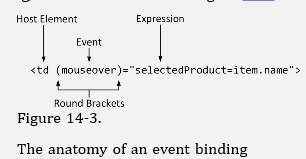 Host Element
Expression
Event
<td (mouseover)="selectedProduct=item.name">
Round Brackets
Figure 14-3.
The anatomy of an event binding